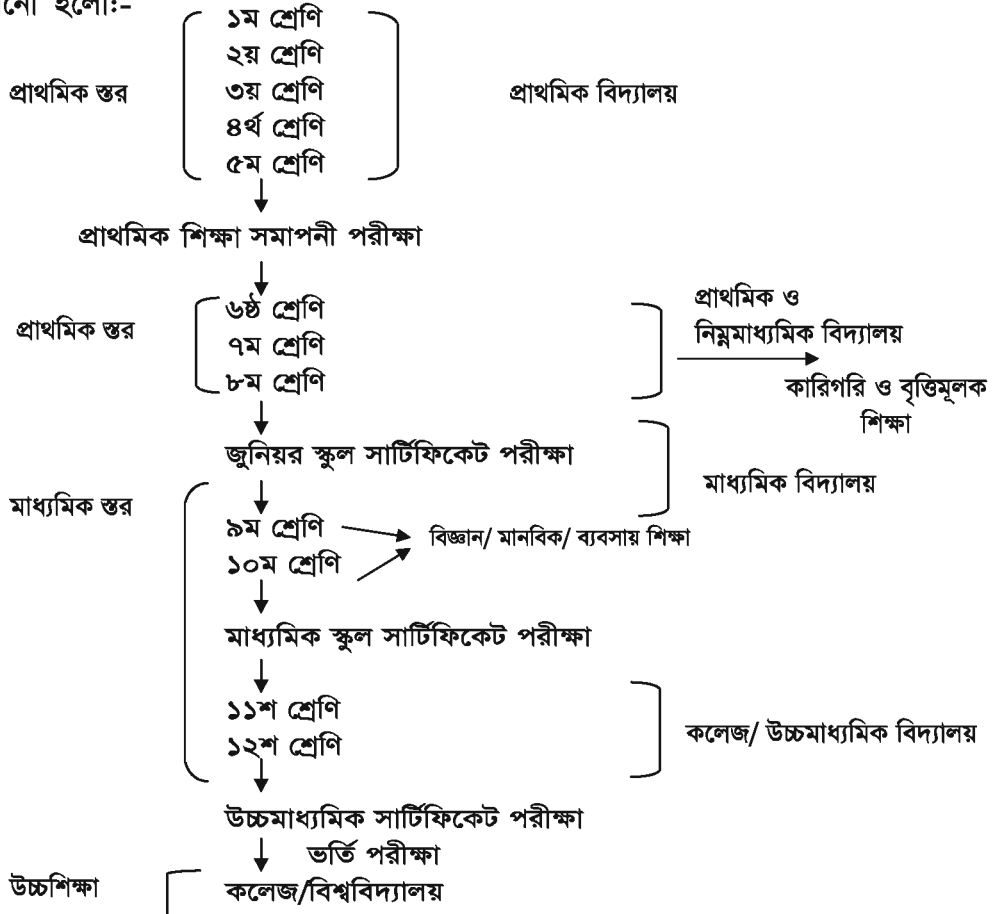 নো হলো:-
১ম শ্রেণি
২য় শ্রেণি
প্রাথমিক স্তর ৩য় শ্রেণি প্রাথমিক বিদ্যালয়
৪র্থ শ্রেণি
৫ম শ্রেণি
প্রাথমিক শিক্ষা সমাপনী পরীক্ষা
প্রাথমিক ও
৬ষ্ঠ শ্রেণি
প্রাথমিক স্তর ৭ম শ্রেণি নিম্নমাধ্যমিক বিদ্যালয়
৮ম শ্রেণি কারিগরি ও বৃত্তিমূলক
শিক্ষা
জুনিয়র স্কুল সার্টিফিকেট পরীক্ষা
মাধ্যমিক বিদ্যালয়
মাধ্যমিক স্তর
৯ম শ্রেণি বিজ্ঞান/ মানবিক/ ব্যবসায় শিক্ষা
১০ম শ্রেণি
মাধ্যমিক স্কুল সার্টিফিকেট পরীক্ষা
১১শ শ্রেণি
১২শ শ্রেণি কলেজ/ উচ্চমাধ্যমিক বিদ্যালয়
উচ্চমাধ্যমিক সার্টিফিকেট পরীক্ষা
ভর্তি পরীক্ষা
উচ্চশিক্ষা কলেজ/বিশ্ববিদ্যালয়